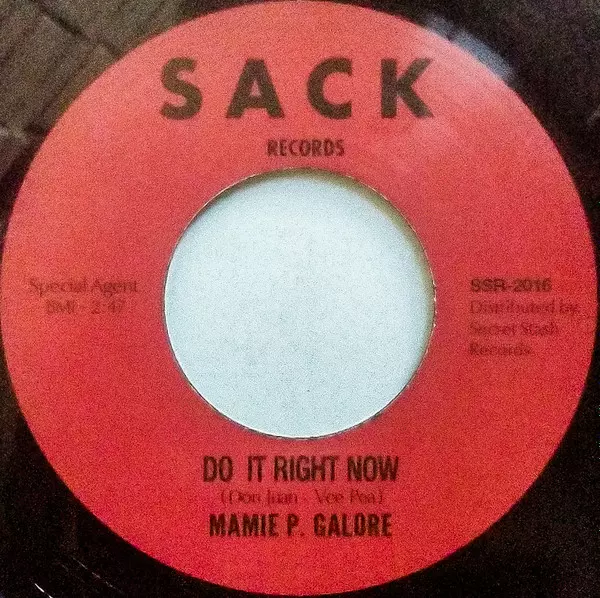 SACK
RECORDS
Special Agent
BMI - 2:47
SSR-2016
Distributed by
Secret Stash
Records
DO IT RIGHT NOW
(Don Juan - Vee Pea)
MAMIE P. GALORE